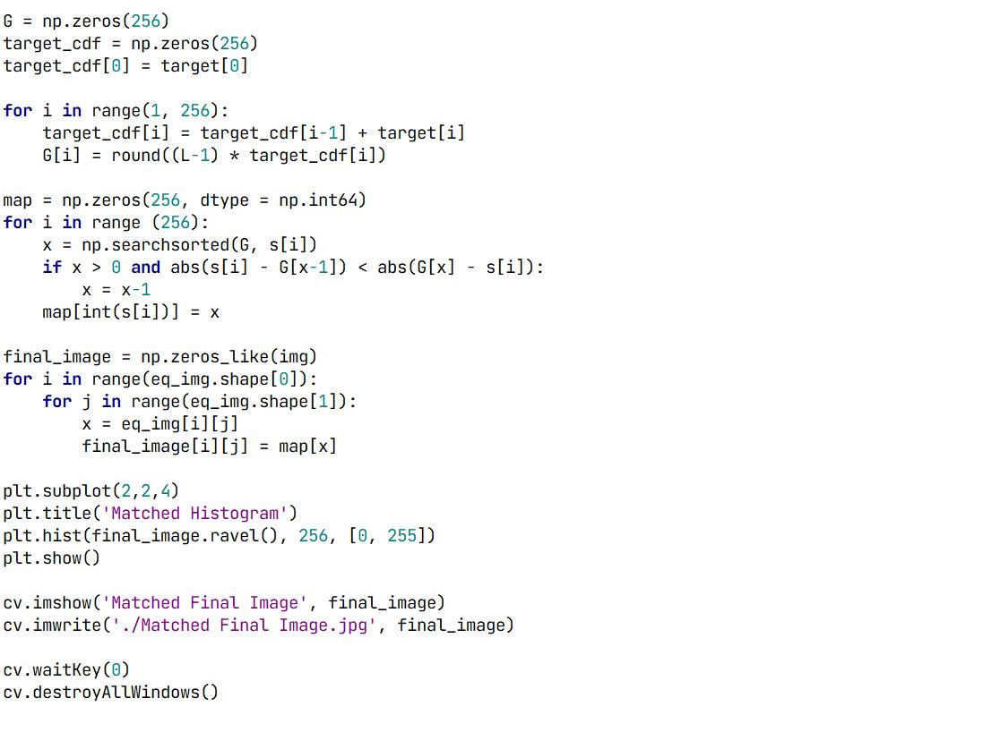 G = np.zeros(256)
target_cdf = np.zeros(256)
target_cdf[0] = target[0]

for i in range(1, 256):
    target_cdf[i] = target_cdf[i-1] + target[i]
    G[i] = round((L-1) * target_cdf[i])

map = np.zeros(256, dtype = np.int64)
for i in range (256):
    x = np.searchsorted(G, s[i])
    if x > 0 and abs(s[i] - G[x-1]) < abs(G[x] - s[i]):
        x = x-1
    map[int(s[i])] = x

final_image = np.zeros_like(img)
for i in range(eq_img.shape[0]):
    for j in range(eq_img.shape[1]):
        x = eq_img[i][j]
        final_image[i][j] = map[x]

plt.subplot(2,2,4)
plt.title('Matched Histogram')
plt.hist(final_image.ravel(), 256, [0, 255])
plt.show()

cv.imshow('Matched Final Image', final_image)
cv.imwrite('./Matched Final Image.jpg', final_image)

cv.waitKey(0)
cv.destroyAllWindows()